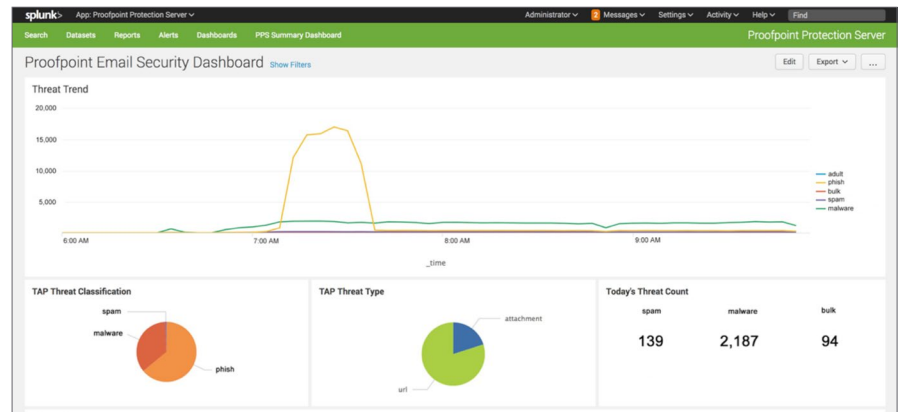 splunk> App: Proofpoint Protection Server Administrator 2 Messages Settings Activity Help Find
Search Datasets Reports Alerts Dashboards PPS Summary Dashboard Proofpoint Protection Server
Proofpoint Email Security Dashboard Show Filters Edit Export ...
Threat Trend
20,000
15,000
10,000
5,000
adult
phish
bulk
spam
malware
6:00 AM 7:00 AM 8:00 AM 9:00 AM
_time
TAP Threat Classification
spam
malware
phish
TAP Threat Type
attachment
url
Today's Threat Count
spam malware bulk
139 2,187 94